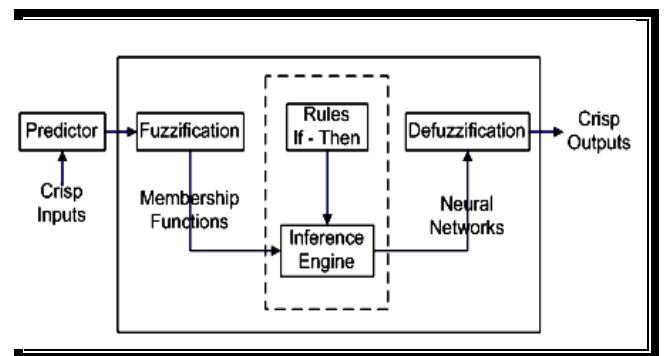 Predictor
Crisp
Inputs
Fuzzification
Membership
Functions
Rules
If - Then
Inference
Engine
Defuzzification
Neural
Networks
Crisp
Outputs